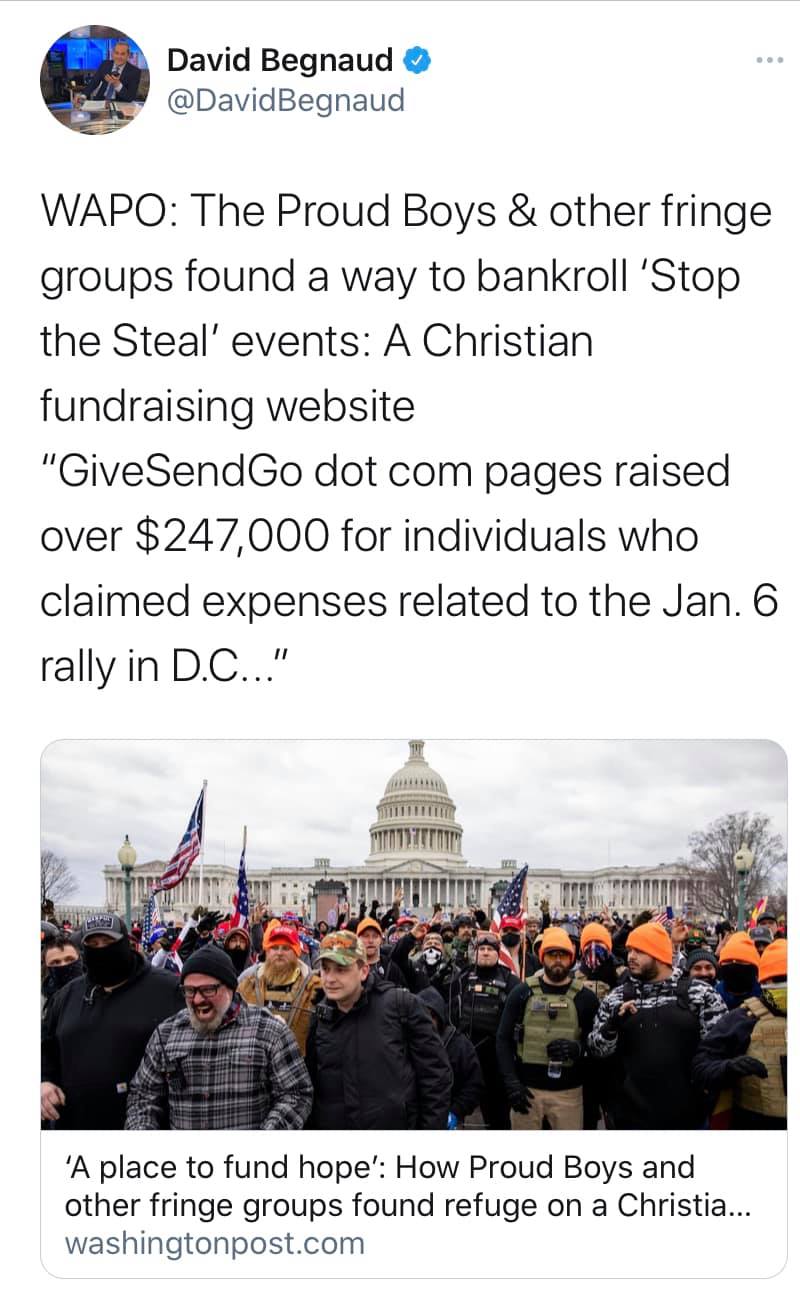 David Begnaud
@DavidBegnaud
WAPO: The Proud Boys & other fringe
groups found a way to bankroll ‘Stop
the Steal’ events: A Christian
fundraising website
“GiveSendGo dot com pages raised
over $247,000 for individuals who
claimed expenses related to the Jan. 6
rally in D.C...”
‘A place to fund hope’: How Proud Boys and
other fringe groups found refuge on a Christia...
washingtonpost.com